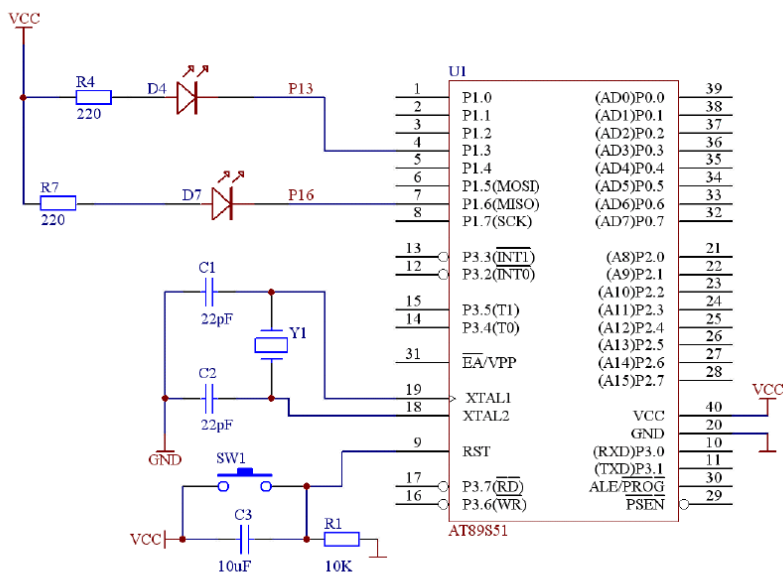 VCC
R4
220
D4
P13
R7
220
D7
P16
C1
22pF
Y1
C2
22pF
GND
SW1
VCC
C3
10uF
R1
10K
U1
1 P1.0 (AD0)P0.0 39
2 P1.1 (AD1)P0.1 38
3 P1.2 (AD2)P0.2 37
4 P1.3 (AD3)P0.3 36
5 P1.4 (AD4)P0.4 35
6 P1.5(MOSI) (AD5)P0.5 34
7 P1.6(MISO) (AD6)P0.6 33
8 P1.7(SCK) (AD7)P0.7 32
13 P3.3(INT1) (A8)P2.0 21
12 P3.2(INT0) (A9)P2.1 22
(A10)P2.2 23
15 P3.5(T1) (A11)P2.3 24
14 P3.4(T0) (A12)P2.4 25
(A13)P2.5 26
31 EA/VPP (A14)P2.6 27
(A15)P2.7 28
19 XTAL1
18 XTAL2 VCC 40 VCC
GND 20
9 RST (RXD)P3.0 10
(TXD)P3.1 11
17 P3.7(RD) ALE/PROG 30
16 P3.6(WR) PSEN 29
AT89S51